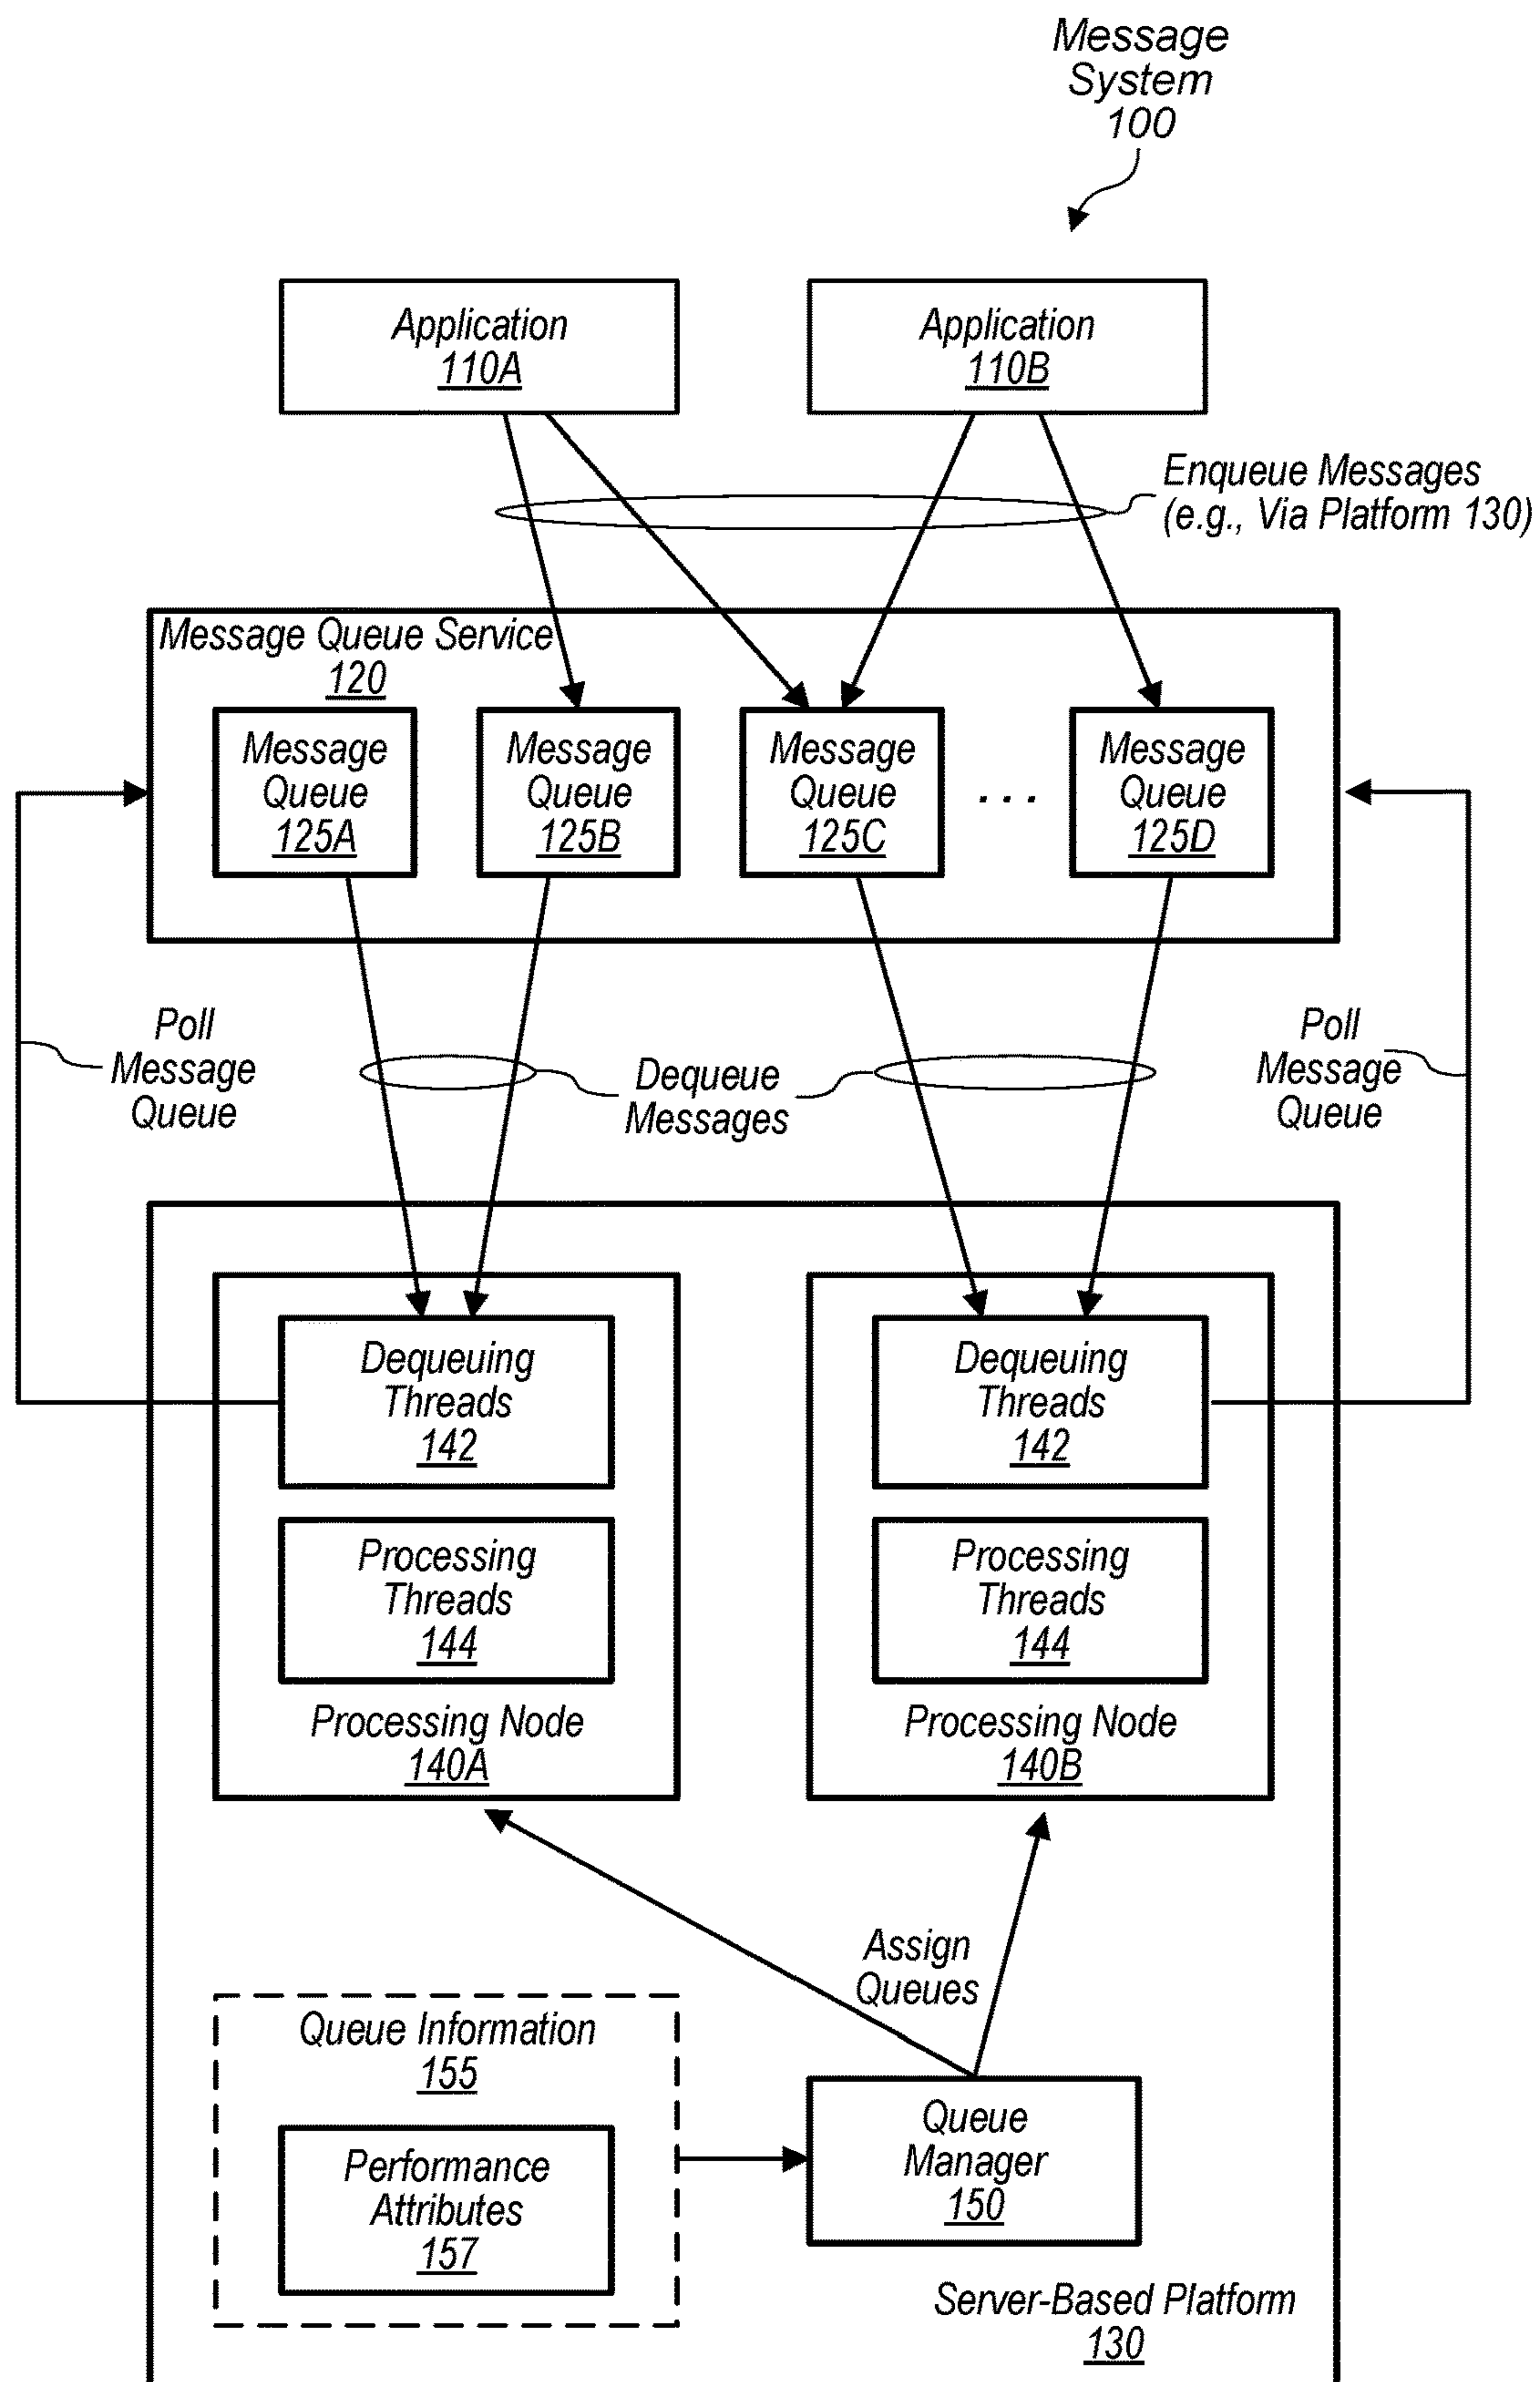 Message
System
100
Application
110A
Application
110B
Enqueue Messages
(e.g., Via Platform 130)
Message Queue Service
120
Message
Queue
125A
Message
Queue
125B
Message
Queue
125C
. . .
Message
Queue
125D
Poll
Message
Queue
Dequeue
Messages
Poll
Message
Queue
Dequeuing
Threads
142
Processing
Threads
144
Processing Node
140A
Dequeuing
Threads
142
Processing
Threads
144
Processing Node
140B
Assign
Queues
Queue Information
155
Performance
Attributes
157
Queue
Manager
150
Server-Based Platform
130